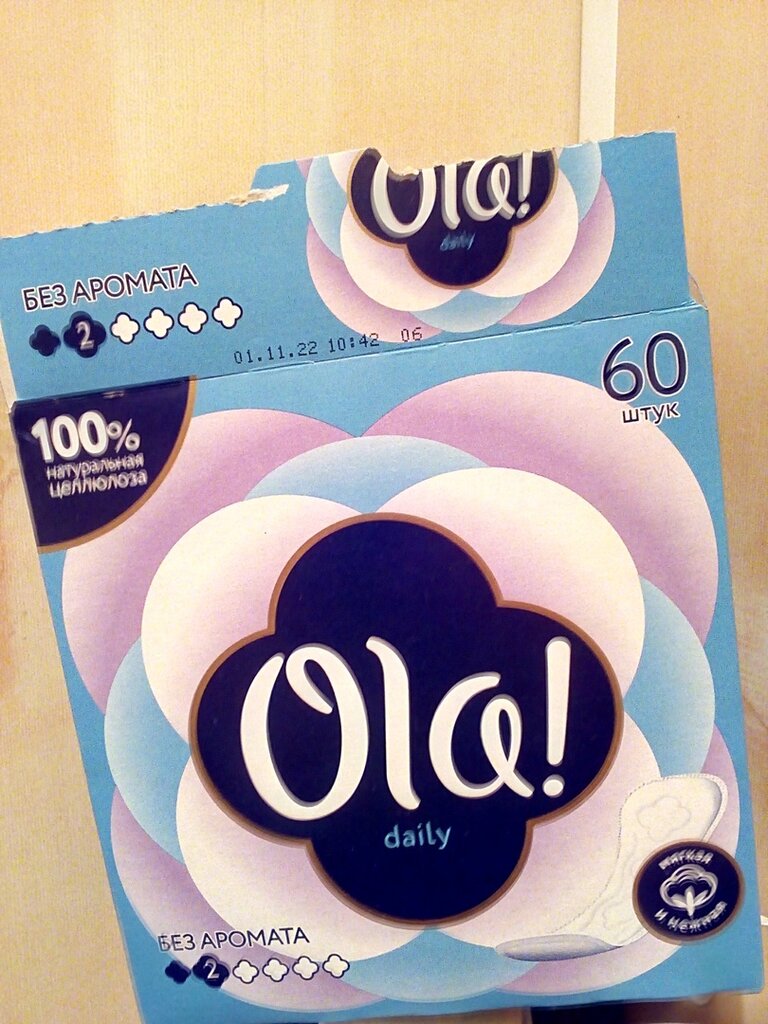 Ola!
daily
БЕЗ АРОМАТА
2
01.11.22 10:42 06
60
штук
100%
натуральная
целлюлоза
Ola!
daily
мягкая
и нежная
БЕЗ АРОМАТА
2